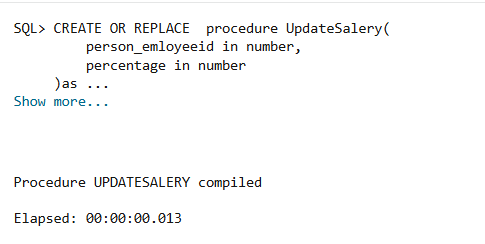 SQL> CREATE OR REPLACE  procedure UpdateSalery(
person_emloyeeid in number,
percentage in number
)as ...
Show more...
Procedure UPDATESALERY compiled
Elapsed: 00:00:00.013